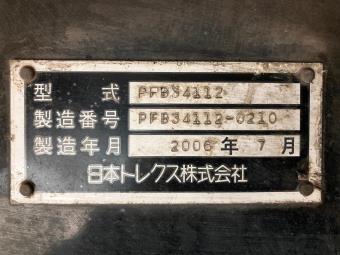 型式 PFB34112
製造番号 PFB34112-0210
製造年月 2006年7月
日本トレクス株式会社